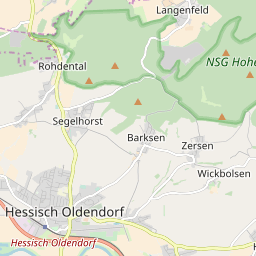 Langenfeld
Rohdental
NSG Hohe
Segelhorst
Barksen
Zersen
Wickbolsen
Hessisch Oldendorf
Hessisch Oldendorf
H